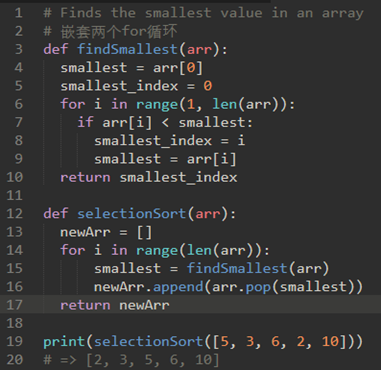 1 # Finds the smallest value in an array
2 # 嵌套两个for循环
3 def findSmallest(arr):
4   smallest = arr[0]
5   smallest_index = 0
6   for i in range(1, len(arr)):
7     if arr[i] < smallest:
8       smallest_index = i
9       smallest = arr[i]
10   return smallest_index
11
12 def selectionSort(arr):
13   newArr = []
14   for i in range(len(arr)):
15       smallest = findSmallest(arr)
16       newArr.append(arr.pop(smallest))
17   return newArr
18
19 print(selectionSort([5, 3, 6, 2, 10]))
20 # => [2, 3, 5, 6, 10]